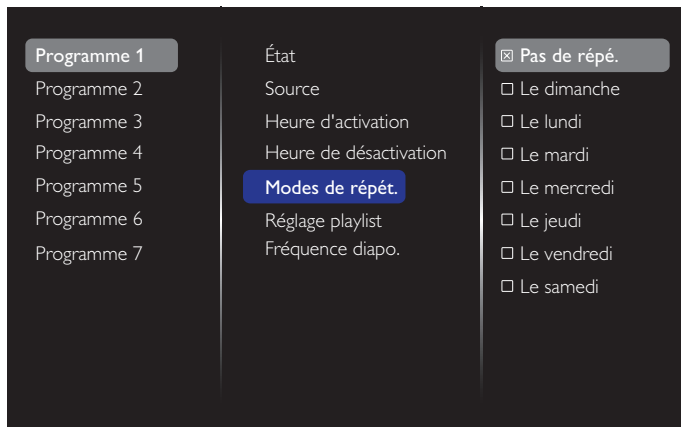 Programme 1
Programme 2
Programme 3
Programme 4
Programme 5
Programme 6
Programme 7
État
Source
Heure d'activation
Heure de désactivation
Modes de répét.
Réglage playlist
Fréquence diapo.
Pas de répé.
Le dimanche
Le lundi
Le mardi
Le mercredi
Le jeudi
Le vendredi
Le samedi